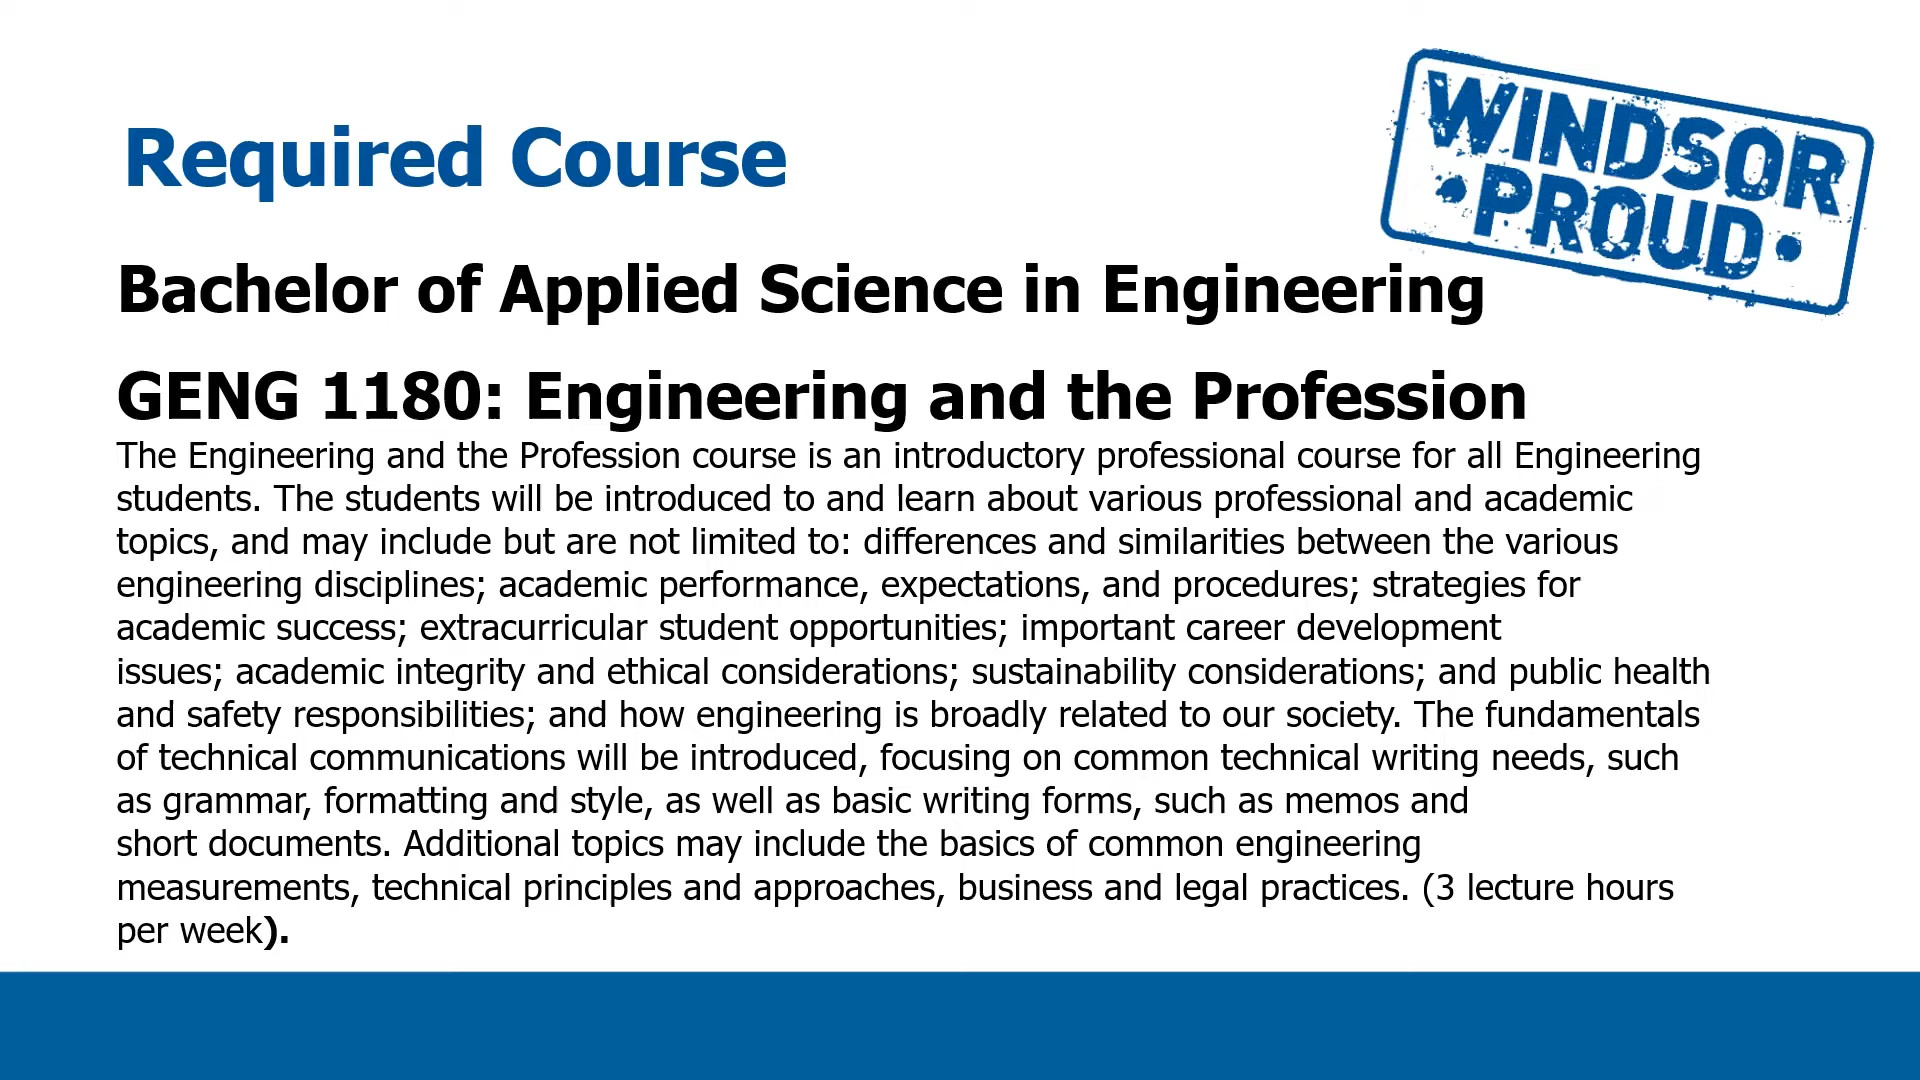 Required Course
WINDSOR
•PROUD•
Bachelor of Applied Science in Engineering
GENG 1180: Engineering and the Profession
The Engineering and the Profession course is an introductory professional course for all Engineering
students. The students will be introduced to and learn about various professional and academic
topics, and may include but are not limited to: differences and similarities between the various
engineering disciplines; academic performance, expectations, and procedures; strategies for
academic success; extracurricular student opportunities; important career development
issues; academic integrity and ethical considerations; sustainability considerations; and public health
and safety responsibilities; and how engineering is broadly related to our society. The fundamentals
of technical communications will be introduced, focusing on common technical writing needs, such
as grammar, formatting and style, as well as basic writing forms, such as memos and
short documents. Additional topics may include the basics of common engineering
measurements, technical principles and approaches, business and legal practices. (3 lecture hours
per week).